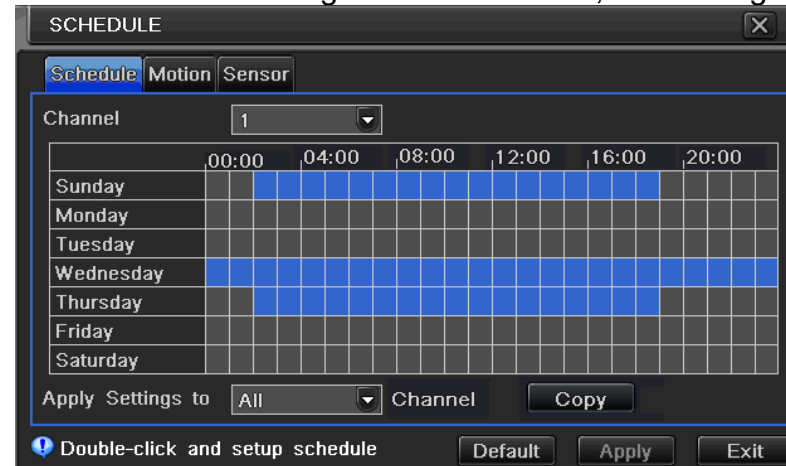 SCHEDULE
Schedule Motion Sensor
Channel 1
00:00 04:00 08:00 12:00 16:00 20:00
Sunday
Monday
Tuesday
Wednesday
Thursday
Friday
Saturday
Apply Settings to All Channel Copy
Double-click and setup schedule Default Apply Exit